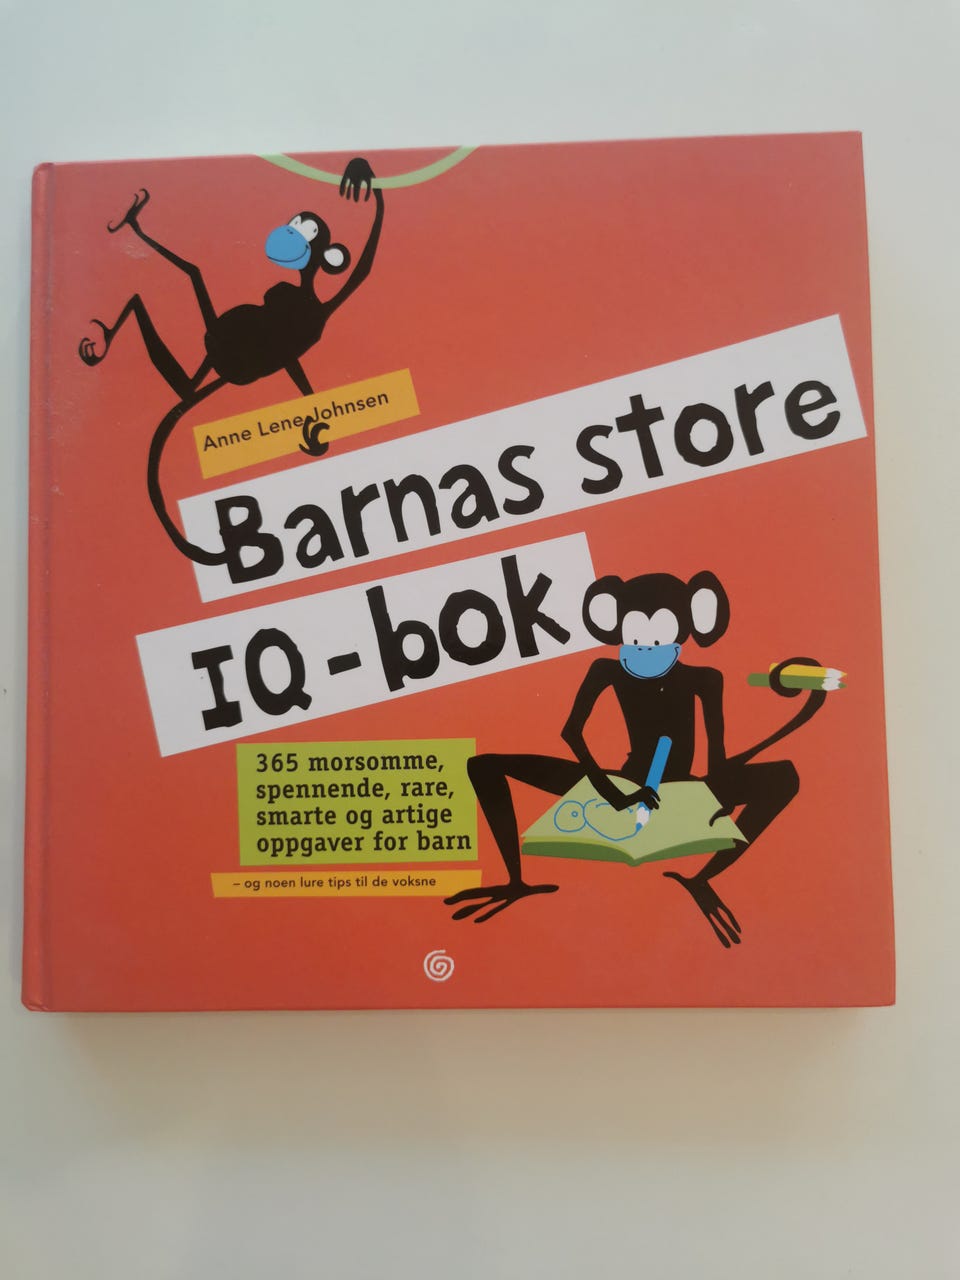 Anne Lene Johnsen
Barnas store
IQ-bok
365 morsomme,
spennende, rare,
smarte og artige
oppgaver for barn
– og noen lure tips til de voksne